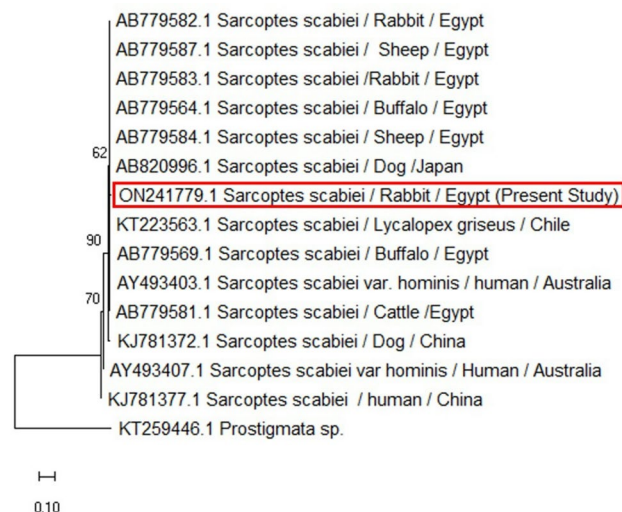 AB779582.1 Sarcoptes scabiei / Rabbit / Egypt
AB779587.1 Sarcoptes scabiei / Sheep / Egypt
AB779583.1 Sarcoptes scabiei /Rabbit / Egypt
AB779564.1 Sarcoptes scabiei / Buffalo / Egypt
AB779584.1 Sarcoptes scabiei / Sheep / Egypt
62
AB820996.1 Sarcoptes scabiei / Dog /Japan
ON241779.1 Sarcoptes scabiei / Rabbit / Egypt (Present Study)
KT223563.1 Sarcoptes scabiei / Lycalopex griseus / Chile
90
AB779569.1 Sarcoptes scabiei / Buffalo / Egypt
AY493403.1 Sarcoptes scabiei var. hominis / human / Australia
70
AB779581.1 Sarcoptes scabiei / Cattle /Egypt
KJ781372.1 Sarcoptes scabiei / Dog / China
AY493407.1 Sarcoptes scabiei var hominis / Human / Australia
KJ781377.1 Sarcoptes scabiei / human / China
KT259446.1 Prostigmata sp.
0.10